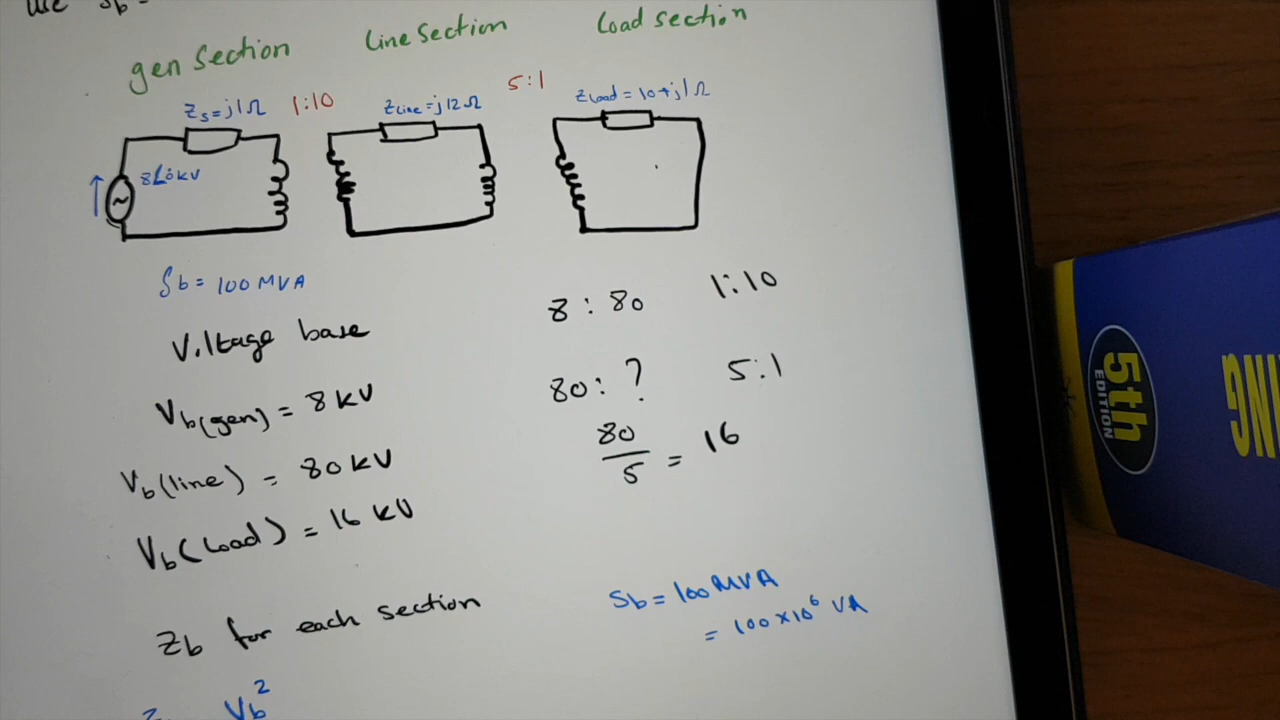 use Sb =
gen section
Line section
Load section
Zs=j1Ω
1:10
ZLine=j12Ω
5:1
ZLoad=10+j1Ω
8∠0 kV
Sb= 100 MVA
8 : 80
1:10
Voltage base
80: ?
5:1
Vb(gen) = 8 kV
80/5 = 16
Vb(line) = 80 kV
Vb(Load) = 16 kV
Sb = 100 MVA
= 100×10⁶ VA
Zb for each section
Vb²
5th
EDITION